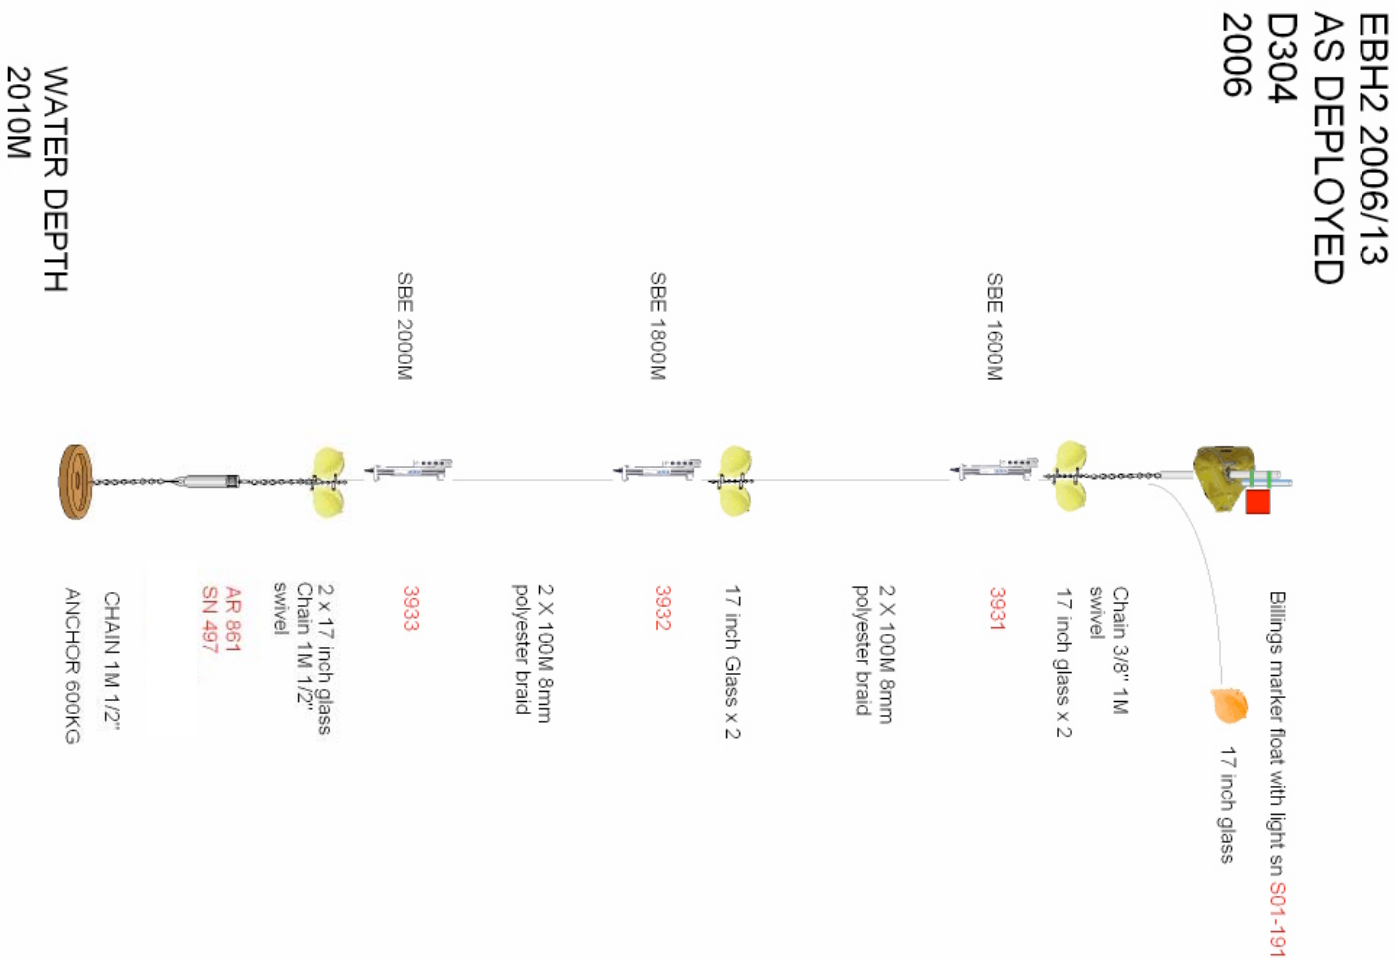 EBH2 2006/13
AS DEPLOYED
D304
2006
Billings marker float with light sn S01-191
17 inch glass
Chain 3/8" 1M
swivel
17 inch glass x 2
SBE 1600M
3931
2 X 100M 8mm
polyester braid
17 inch Glass x 2
SBE 1800M
3932
2 X 100M 8mm
polyester braid
SBE 2000M
3933
2 x 17 inch glass
Chain 1M 1/2"
swivel
AR 861
SN 497
CHAIN 1M 1/2"
ANCHOR 600KG
WATER DEPTH
2010M